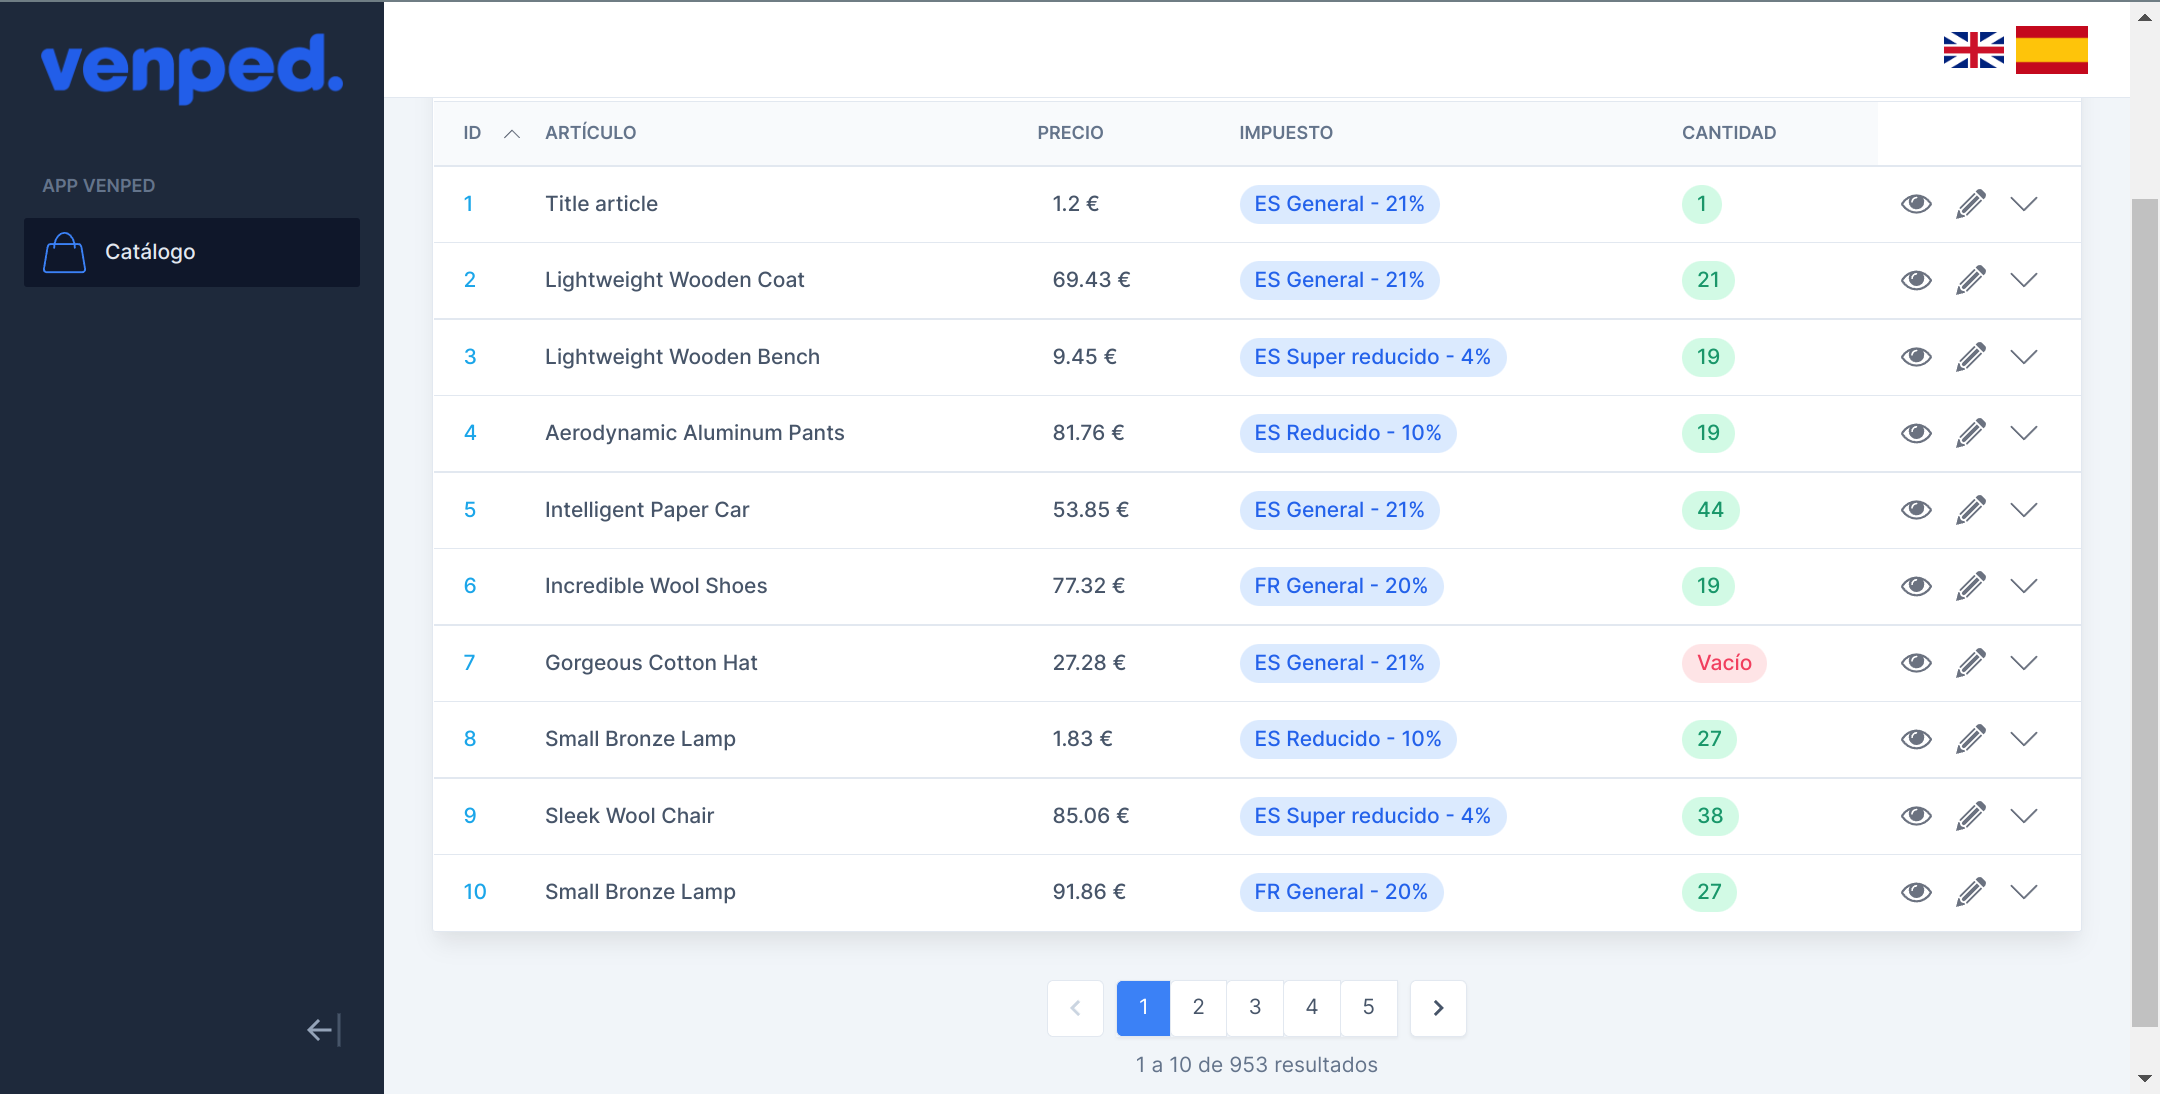 venped.
APP VENPED
Catálogo
ID ARTÍCULO PRECIO IMPUESTO CANTIDAD
1 Title article 1.2 € ES General - 21% 1
2 Lightweight Wooden Coat 69.43 € ES General - 21% 21
3 Lightweight Wooden Bench 9.45 € ES Super reducido - 4% 19
4 Aerodynamic Aluminum Pants 81.76 € ES Reducido - 10% 19
5 Intelligent Paper Car 53.85 € ES General - 21% 44
6 Incredible Wool Shoes 77.32 € FR General - 20% 19
7 Gorgeous Cotton Hat 27.28 € ES General - 21% Vacío
8 Small Bronze Lamp 1.83 € ES Reducido - 10% 27
9 Sleek Wool Chair 85.06 € ES Super reducido - 4% 38
10 Small Bronze Lamp 91.86 € FR General - 20% 27
1 2 3 4 5
1 a 10 de 953 resultados